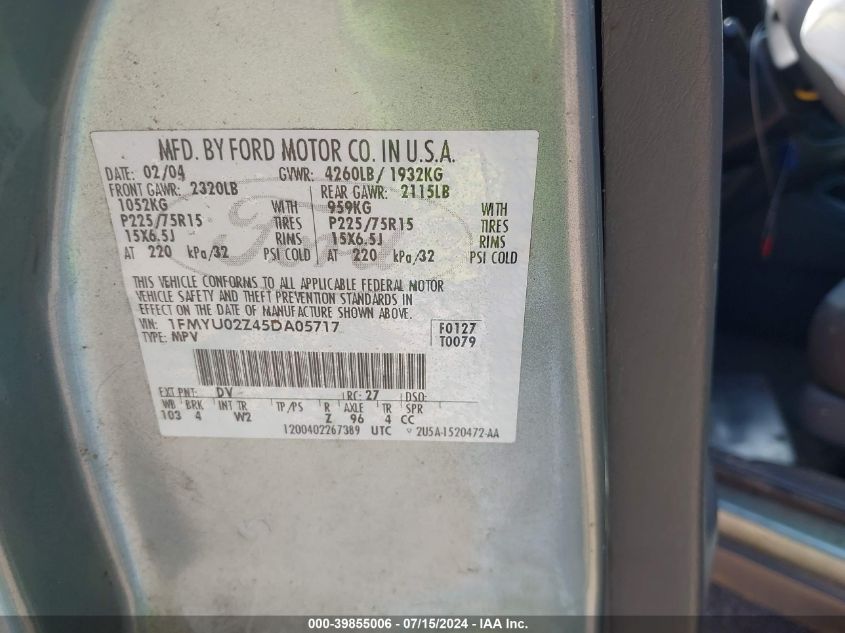 MFD. BY FORD MOTOR CO. IN U.S.A.
DATE: 02/04 GVWR: 4260LB/ 1932KG
FRONT GAWR: 2320LB REAR GAWR: 2115LB
1052KG WITH 959KG WITH
P225/75R15 TIRES P225/75R15 TIRES
15X6.5J RIMS 15X6.5J RIMS
AT 220 kPa/32 PSI COLD AT 220 kPa/32 PSI COLD
THIS VEHICLE CONFORMS TO ALL APPLICABLE FEDERAL MOTOR
VEHICLE SAFETY AND THEFT PREVENTION STANDARDS IN
EFFECT ON THE DATE OF MANUFACTURE SHOWN ABOVE.
VIN: 1FMYU02Z45DA05717 F0127
TYPE: MPV T0079
EXT PNT: DV RC: 27 DSO:
WB BRK INT TR TP/PS R AXLE TR SPR
103 4 W2 Z 96 4 CC
1200402267389 UTC 2U5A-1520472-AA
Ford
000-39855006 - 07/15/2024 - IAA Inc.